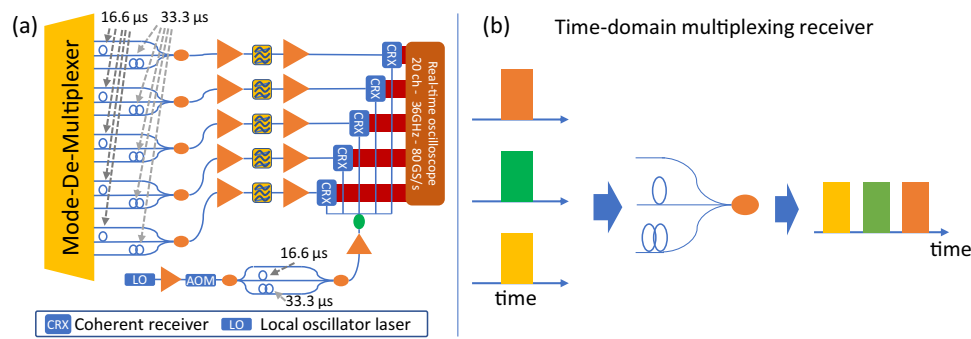 (a)
16.6 µs
33.3 µs
Mode-De-Multiplexer
CRX
CRX
CRX
CRX
CRX
Real-time oscilloscope
20 ch - 36GHz - 80GS/s
LO
AOM
16.6 µs
33.3 µs
CRX Coherent receiver
LO Local oscillator laser
(b)
Time-domain multiplexing receiver
time
time